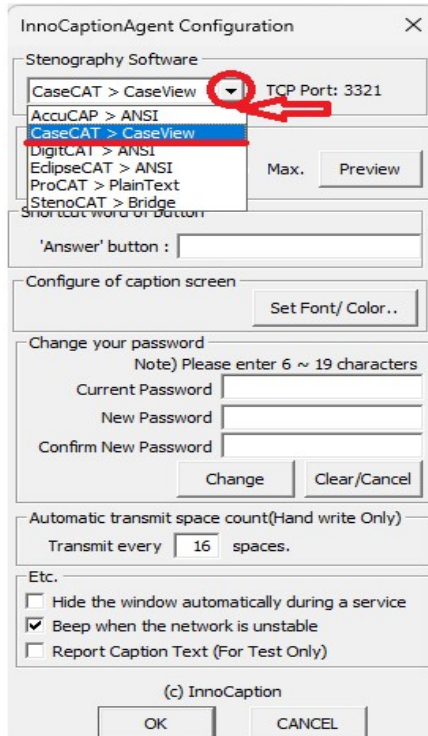 InnoCaptionAgent Configuration
Stenography Software
CaseCAT > CaseView TCP Port: 3321
AccuCAP > ANSI
CaseCAT > CaseView
DigitCAT > ANSI
EclipseCAT > ANSI
ProCAT > PlainText
StenoCAT > Bridge
Max. Preview
Shortcut word of button
'Answer' button :
Configure of caption screen
Set Font/ Color..
Change your password
Note) Please enter 6 ~ 19 characters
Current Password
New Password
Confirm New Password
Change Clear/Cancel
Automatic transmit space count(Hand write Only)
Transmit every 16 spaces.
Etc.
Hide the window automatically during a service
Beep when the network is unstable
Report Caption Text (For Test Only)
(c) InnoCaption
OK CANCEL